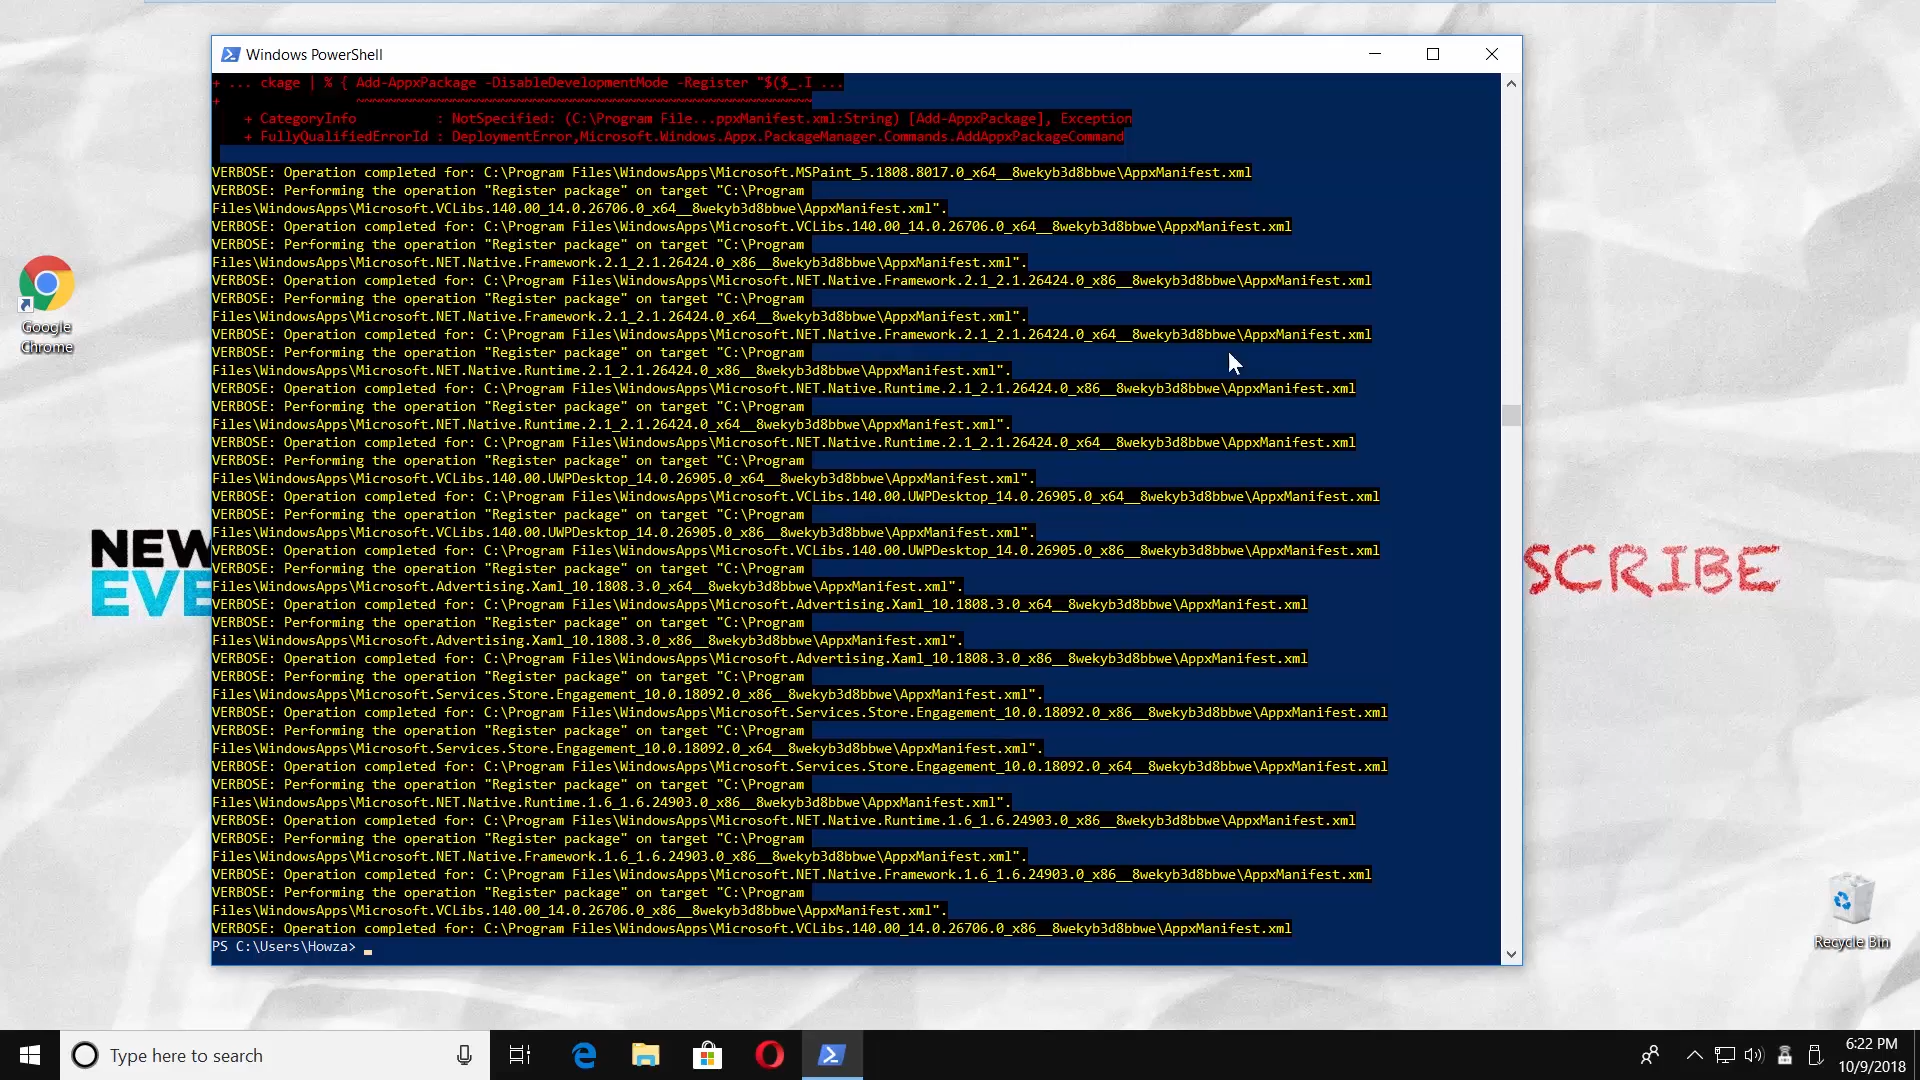 Windows PowerShell
+ ... ckage | % { Add-AppxPackage -DisableDevelopmentMode -Register "$($_.I ...
+                 ~~~~~~~~~~~~~~~~~~~~~~~~~~~~~~~~~~~~~~~~~~~~~~~~~~~~~~~~~
    + CategoryInfo          : NotSpecified: (C:\Program File...ppxManifest.xml:String) [Add-AppxPackage], Exception
    + FullyQualifiedErrorId : DeploymentError,Microsoft.Windows.Appx.PackageManager.Commands.AddAppxPackageCommand
VERBOSE: Operation completed for: C:\Program Files\WindowsApps\Microsoft.MSPaint_5.1808.8017.0_x64__8wekyb3d8bbwe\AppxManifest.xml
VERBOSE: Performing the operation "Register package" on target "C:\Program
Files\WindowsApps\Microsoft.VCLibs.140.00_14.0.26706.0_x64__8wekyb3d8bbwe\AppxManifest.xml".
VERBOSE: Operation completed for: C:\Program Files\WindowsApps\Microsoft.VCLibs.140.00_14.0.26706.0_x64__8wekyb3d8bbwe\AppxManifest.xml
VERBOSE: Performing the operation "Register package" on target "C:\Program
Files\WindowsApps\Microsoft.NET.Native.Framework.2.1_2.1.26424.0_x86__8wekyb3d8bbwe\AppxManifest.xml".
VERBOSE: Operation completed for: C:\Program Files\WindowsApps\Microsoft.NET.Native.Framework.2.1_2.1.26424.0_x86__8wekyb3d8bbwe\AppxManifest.xml
VERBOSE: Performing the operation "Register package" on target "C:\Program
Files\WindowsApps\Microsoft.NET.Native.Framework.2.1_2.1.26424.0_x64__8wekyb3d8bbwe\AppxManifest.xml".
VERBOSE: Operation completed for: C:\Program Files\WindowsApps\Microsoft.NET.Native.Framework.2.1_2.1.26424.0_x64__8wekyb3d8bbwe\AppxManifest.xml
VERBOSE: Performing the operation "Register package" on target "C:\Program
Files\WindowsApps\Microsoft.NET.Native.Runtime.2.1_2.1.26424.0_x86__8wekyb3d8bbwe\AppxManifest.xml".
VERBOSE: Operation completed for: C:\Program Files\WindowsApps\Microsoft.NET.Native.Runtime.2.1_2.1.26424.0_x86__8wekyb3d8bbwe\AppxManifest.xml
VERBOSE: Performing the operation "Register package" on target "C:\Program
Files\WindowsApps\Microsoft.NET.Native.Runtime.2.1_2.1.26424.0_x64__8wekyb3d8bbwe\AppxManifest.xml".
VERBOSE: Operation completed for: C:\Program Files\WindowsApps\Microsoft.NET.Native.Runtime.2.1_2.1.26424.0_x64__8wekyb3d8bbwe\AppxManifest.xml
VERBOSE: Performing the operation "Register package" on target "C:\Program
Files\WindowsApps\Microsoft.VCLibs.140.00.UWPDesktop_14.0.26905.0_x64__8wekyb3d8bbwe\AppxManifest.xml".
VERBOSE: Operation completed for: C:\Program Files\WindowsApps\Microsoft.VCLibs.140.00.UWPDesktop_14.0.26905.0_x64__8wekyb3d8bbwe\AppxManifest.xml
VERBOSE: Performing the operation "Register package" on target "C:\Program
Files\WindowsApps\Microsoft.VCLibs.140.00.UWPDesktop_14.0.26905.0_x86__8wekyb3d8bbwe\AppxManifest.xml".
VERBOSE: Operation completed for: C:\Program Files\WindowsApps\Microsoft.VCLibs.140.00.UWPDesktop_14.0.26905.0_x86__8wekyb3d8bbwe\AppxManifest.xml
VERBOSE: Performing the operation "Register package" on target "C:\Program
Files\WindowsApps\Microsoft.Advertising.Xaml_10.1808.3.0_x64__8wekyb3d8bbwe\AppxManifest.xml".
VERBOSE: Operation completed for: C:\Program Files\WindowsApps\Microsoft.Advertising.Xaml_10.1808.3.0_x64__8wekyb3d8bbwe\AppxManifest.xml
VERBOSE: Performing the operation "Register package" on target "C:\Program
Files\WindowsApps\Microsoft.Advertising.Xaml_10.1808.3.0_x86__8wekyb3d8bbwe\AppxManifest.xml".
VERBOSE: Operation completed for: C:\Program Files\WindowsApps\Microsoft.Advertising.Xaml_10.1808.3.0_x86__8wekyb3d8bbwe\AppxManifest.xml
VERBOSE: Performing the operation "Register package" on target "C:\Program
Files\WindowsApps\Microsoft.Services.Store.Engagement_10.0.18092.0_x86__8wekyb3d8bbwe\AppxManifest.xml".
VERBOSE: Operation completed for: C:\Program Files\WindowsApps\Microsoft.Services.Store.Engagement_10.0.18092.0_x86__8wekyb3d8bbwe\AppxManifest.xml
VERBOSE: Performing the operation "Register package" on target "C:\Program
Files\WindowsApps\Microsoft.Services.Store.Engagement_10.0.18092.0_x64__8wekyb3d8bbwe\AppxManifest.xml".
VERBOSE: Operation completed for: C:\Program Files\WindowsApps\Microsoft.Services.Store.Engagement_10.0.18092.0_x64__8wekyb3d8bbwe\AppxManifest.xml
VERBOSE: Performing the operation "Register package" on target "C:\Program
Files\WindowsApps\Microsoft.NET.Native.Runtime.1.6_1.6.24903.0_x86__8wekyb3d8bbwe\AppxManifest.xml".
VERBOSE: Operation completed for: C:\Program Files\WindowsApps\Microsoft.NET.Native.Runtime.1.6_1.6.24903.0_x86__8wekyb3d8bbwe\AppxManifest.xml
VERBOSE: Performing the operation "Register package" on target "C:\Program
Files\WindowsApps\Microsoft.NET.Native.Framework.1.6_1.6.24903.0_x86__8wekyb3d8bbwe\AppxManifest.xml".
VERBOSE: Operation completed for: C:\Program Files\WindowsApps\Microsoft.NET.Native.Framework.1.6_1.6.24903.0_x86__8wekyb3d8bbwe\AppxManifest.xml
VERBOSE: Performing the operation "Register package" on target "C:\Program
Files\WindowsApps\Microsoft.VCLibs.140.00_14.0.26706.0_x86__8wekyb3d8bbwe\AppxManifest.xml".
VERBOSE: Operation completed for: C:\Program Files\WindowsApps\Microsoft.VCLibs.140.00_14.0.26706.0_x86__8wekyb3d8bbwe\AppxManifest.xml
PS C:\Users\Howza>
Google
Chrome
NEW
EVE
SCRIBE
Recycle Bin
Type here to search
6:22 PM
10/9/2018